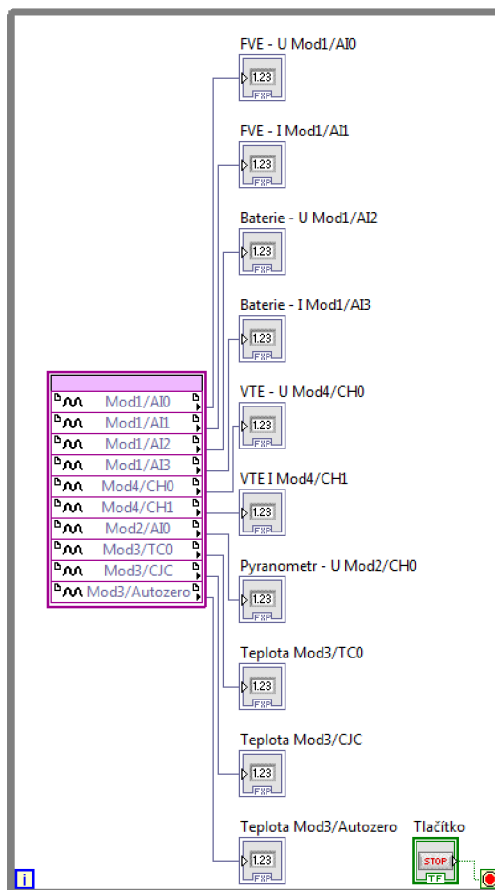 FVE - U Mod1/AI0
1.23
FXP
FVE - I Mod1/AI1
1.23
FXP
Baterie - U Mod1/AI2
1.23
FXP
Baterie - I Mod1/AI3
1.23
FXP
Mod1/AI0
Mod1/AI1
Mod1/AI2
Mod1/AI3
Mod4/CH0
Mod4/CH1
Mod2/AI0
Mod3/TC0
Mod3/CJC
Mod3/Autozero
VTE - U Mod4/CH0
1.23
FXP
VTE I Mod4/CH1
1.23
FXP
Pyranometr - U Mod2/CH0
1.23
FXP
Teplota Mod3/TC0
1.23
FXP
Teplota Mod3/CJC
1.23
FXP
Teplota Mod3/Autozero
1.23
FXP
Tlačítko
STOP
TF
i